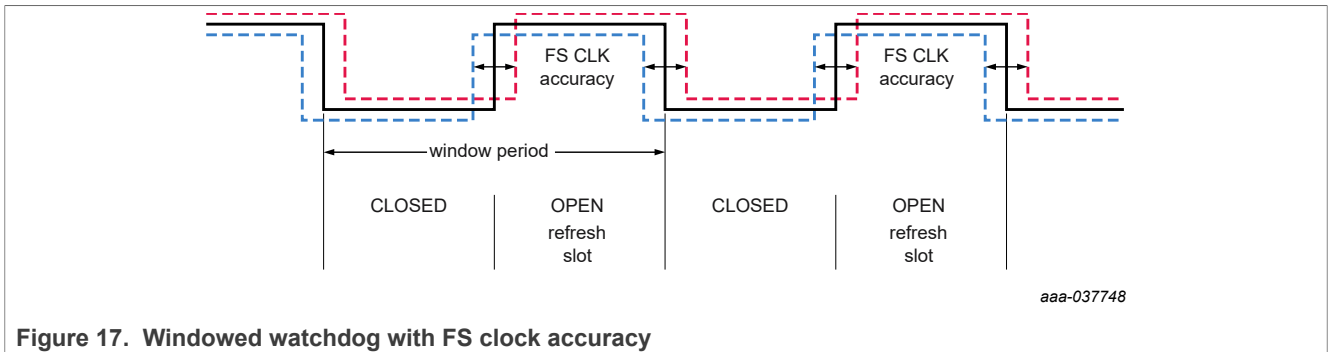 FS CLK
accuracy
FS CLK
accuracy
window period
CLOSED
OPEN
refresh
slot
CLOSED
OPEN
refresh
slot
aaa-037748
Figure 17. Windowed watchdog with FS clock accuracy